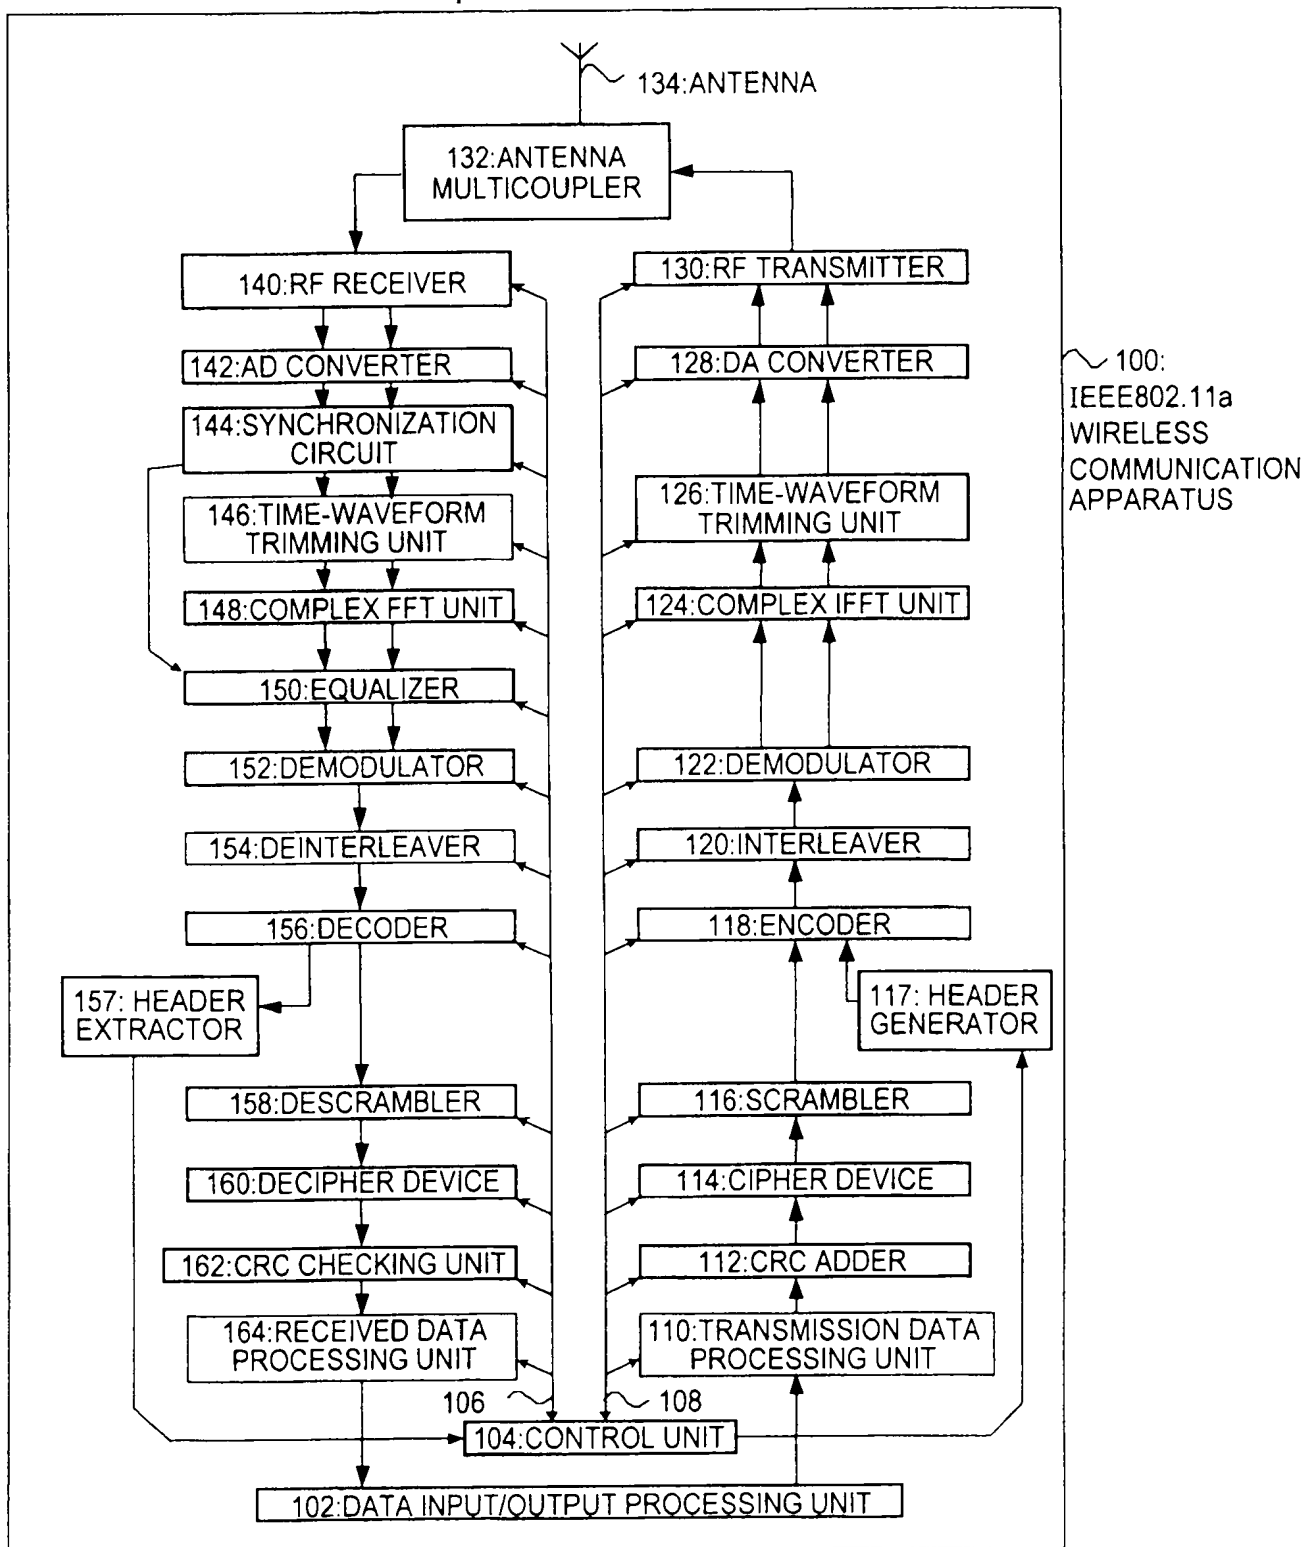 134:ANTENNA
132:ANTENNA
MULTICOUPLER
140:RF RECEIVER
130:RF TRANSMITTER
142:AD CONVERTER
128:DA CONVERTER
100:
IEEE802.11a
WIRELESS
COMMUNICATION
APPARATUS
144:SYNCHRONIZATION
CIRCUIT
146:TIME-WAVEFORM
TRIMMING UNIT
126:TIME-WAVEFORM
TRIMMING UNIT
148:COMPLEX FFT UNIT
124:COMPLEX IFFT UNIT
150:EQUALIZER
152:DEMODULATOR
122:DEMODULATOR
154:DEINTERLEAVER
120:INTERLEAVER
156:DECODER
118:ENCODER
157: HEADER
EXTRACTOR
117: HEADER
GENERATOR
158:DESCRAMBLER
116:SCRAMBLER
160:DECIPHER DEVICE
114:CIPHER DEVICE
162:CRC CHECKING UNIT
112:CRC ADDER
164:RECEIVED DATA
PROCESSING UNIT
110:TRANSMISSION DATA
PROCESSING UNIT
106
108
104:CONTROL UNIT
102:DATA INPUT/OUTPUT PROCESSING UNIT